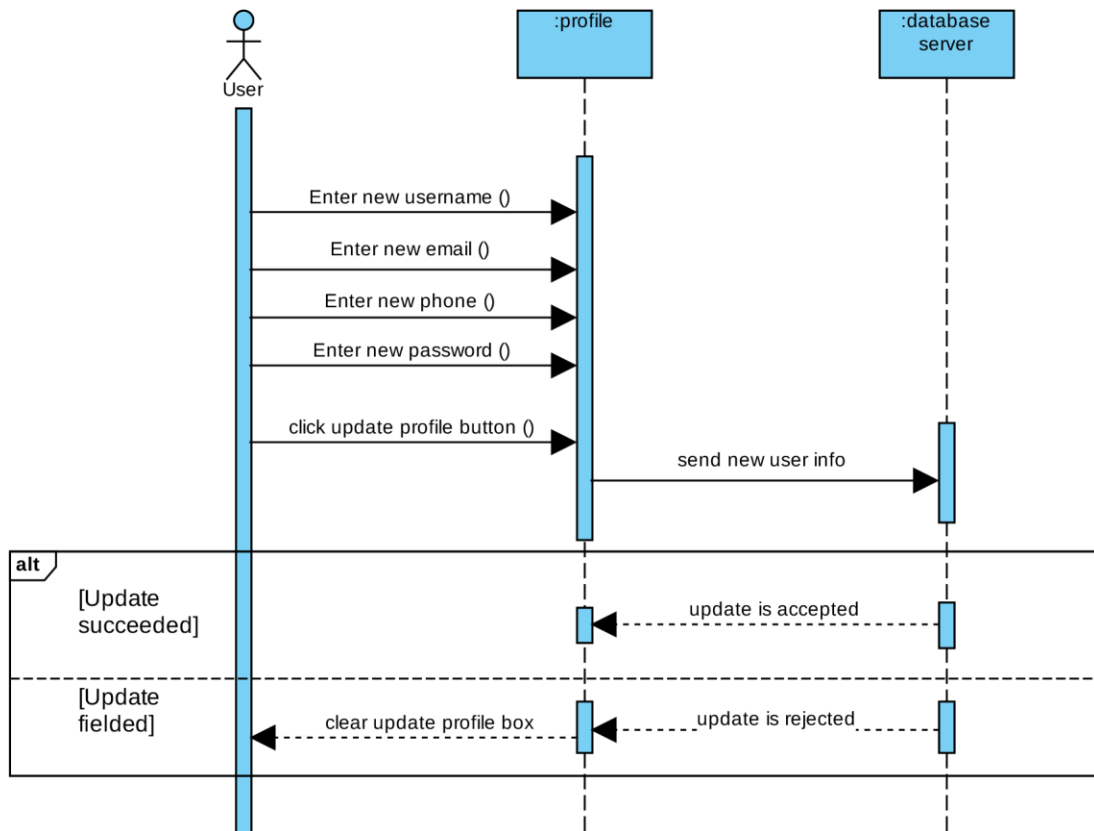 :profile
:database
server
User
Enter new username ()
Enter new email ()
Enter new phone ()
Enter new password ()
click update profile button ()
send new user info
alt
[Update
succeeded]
update is accepted
[Update
fielded]
clear update profile box
update is rejected